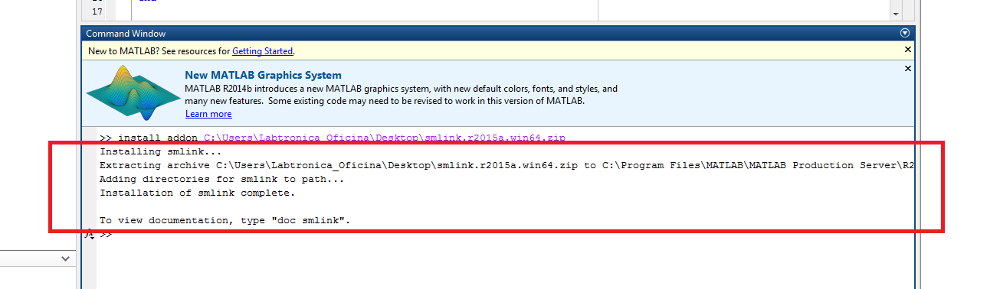 17
Command Window
New to MATLAB? See resources for Getting Started.
New MATLAB Graphics System
MATLAB R2014b introduces a new MATLAB graphics system, with new default colors, fonts, and styles, and
many new features. Some existing code may need to be revised to work in this version of MATLAB.
Learn more
>> install_addon C:\Users\Labtronica_Oficina\Desktop\smlink.r2015a.win64.zip
Installing smlink...
Extracting archive C:\Users\Labtronica_Oficina\Desktop\smlink.r2015a.win64.zip to C:\Program Files\MATLAB\MATLAB Production Server\R2
Adding directories for smlink to path...
Installation of smlink complete.
To view documentation, type "doc smlink".
fx >>